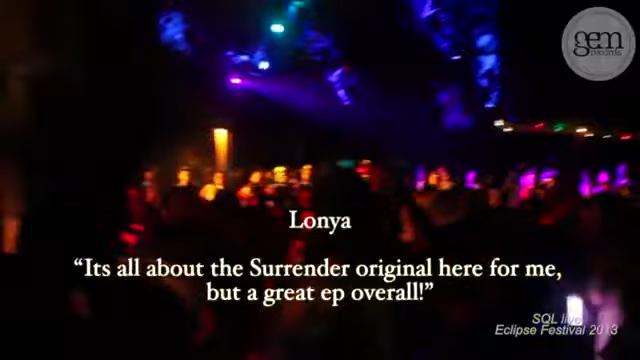 gem
records
Lonya
“Its all about the Surrender original here for me,
but a great ep overall!”
SQL live
Eclipse Festival 2013